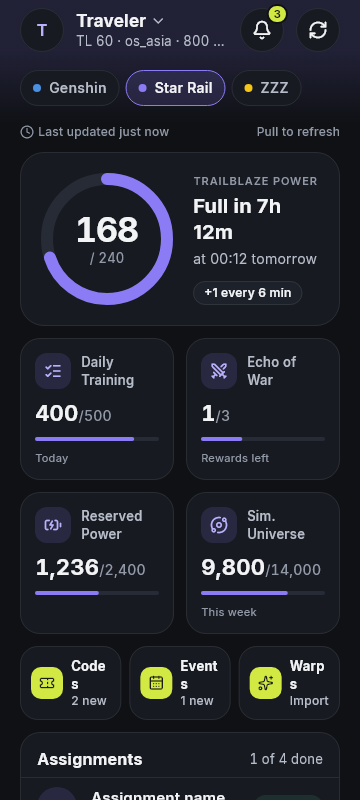 T
Traveler
TL 60 · os_asia · 800 ...
3
Genshin
Star Rail
ZZZ
Last updated just now
Pull to refresh
168
/ 240
TRAILBLAZE POWER
Full in 7h
12m
at 00:12 tomorrow
+1 every 6 min
Daily
Training
400/500
Today
Echo of
War
1/3
Rewards left
Reserved
Power
1,236/2,400
Sim.
Universe
9,800/14,000
This week
Code
s
2 new
Event
s
1 new
Warp
s
Import
Assignments
1 of 4 done
Assignment name